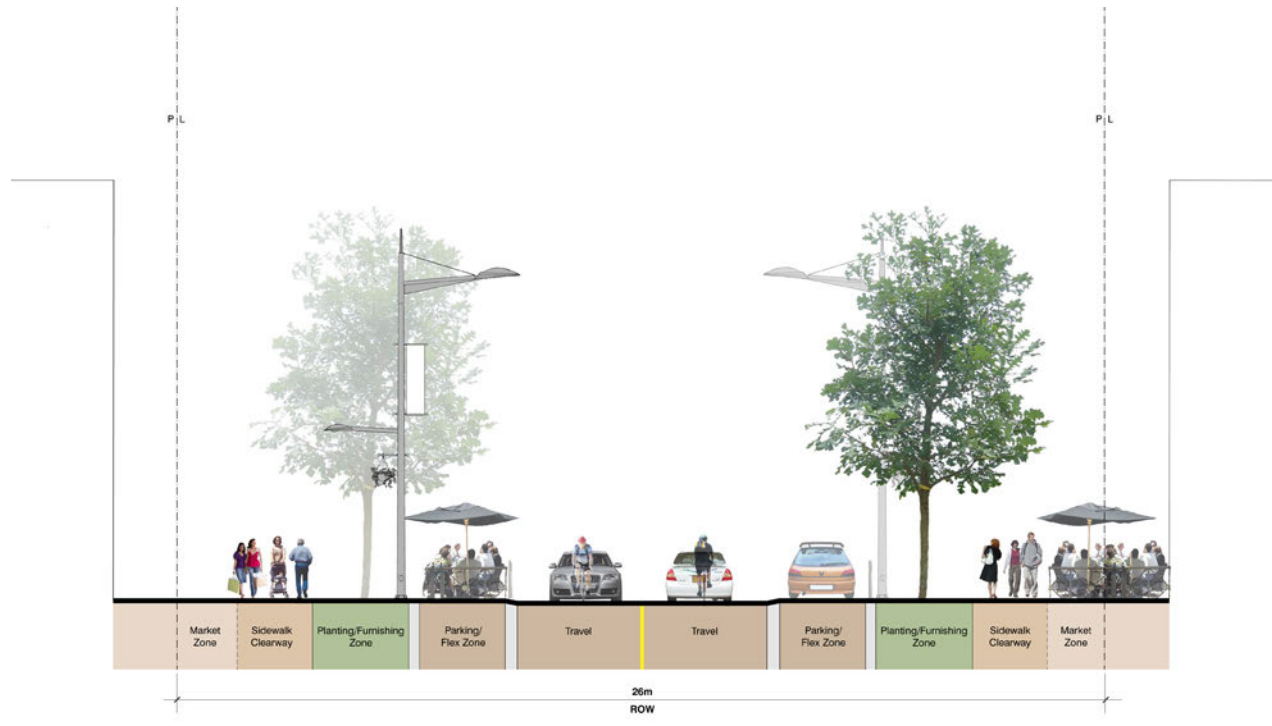 P L
P L
Market
Zone
Sidewalk
Clearway
Planting/Furnishing
Zone
Parking/
Flex Zone
Travel
Travel
Parking/
Flex Zone
Planting/Furnishing
Zone
Sidewalk
Clearway
Market
Zone
26m
ROW